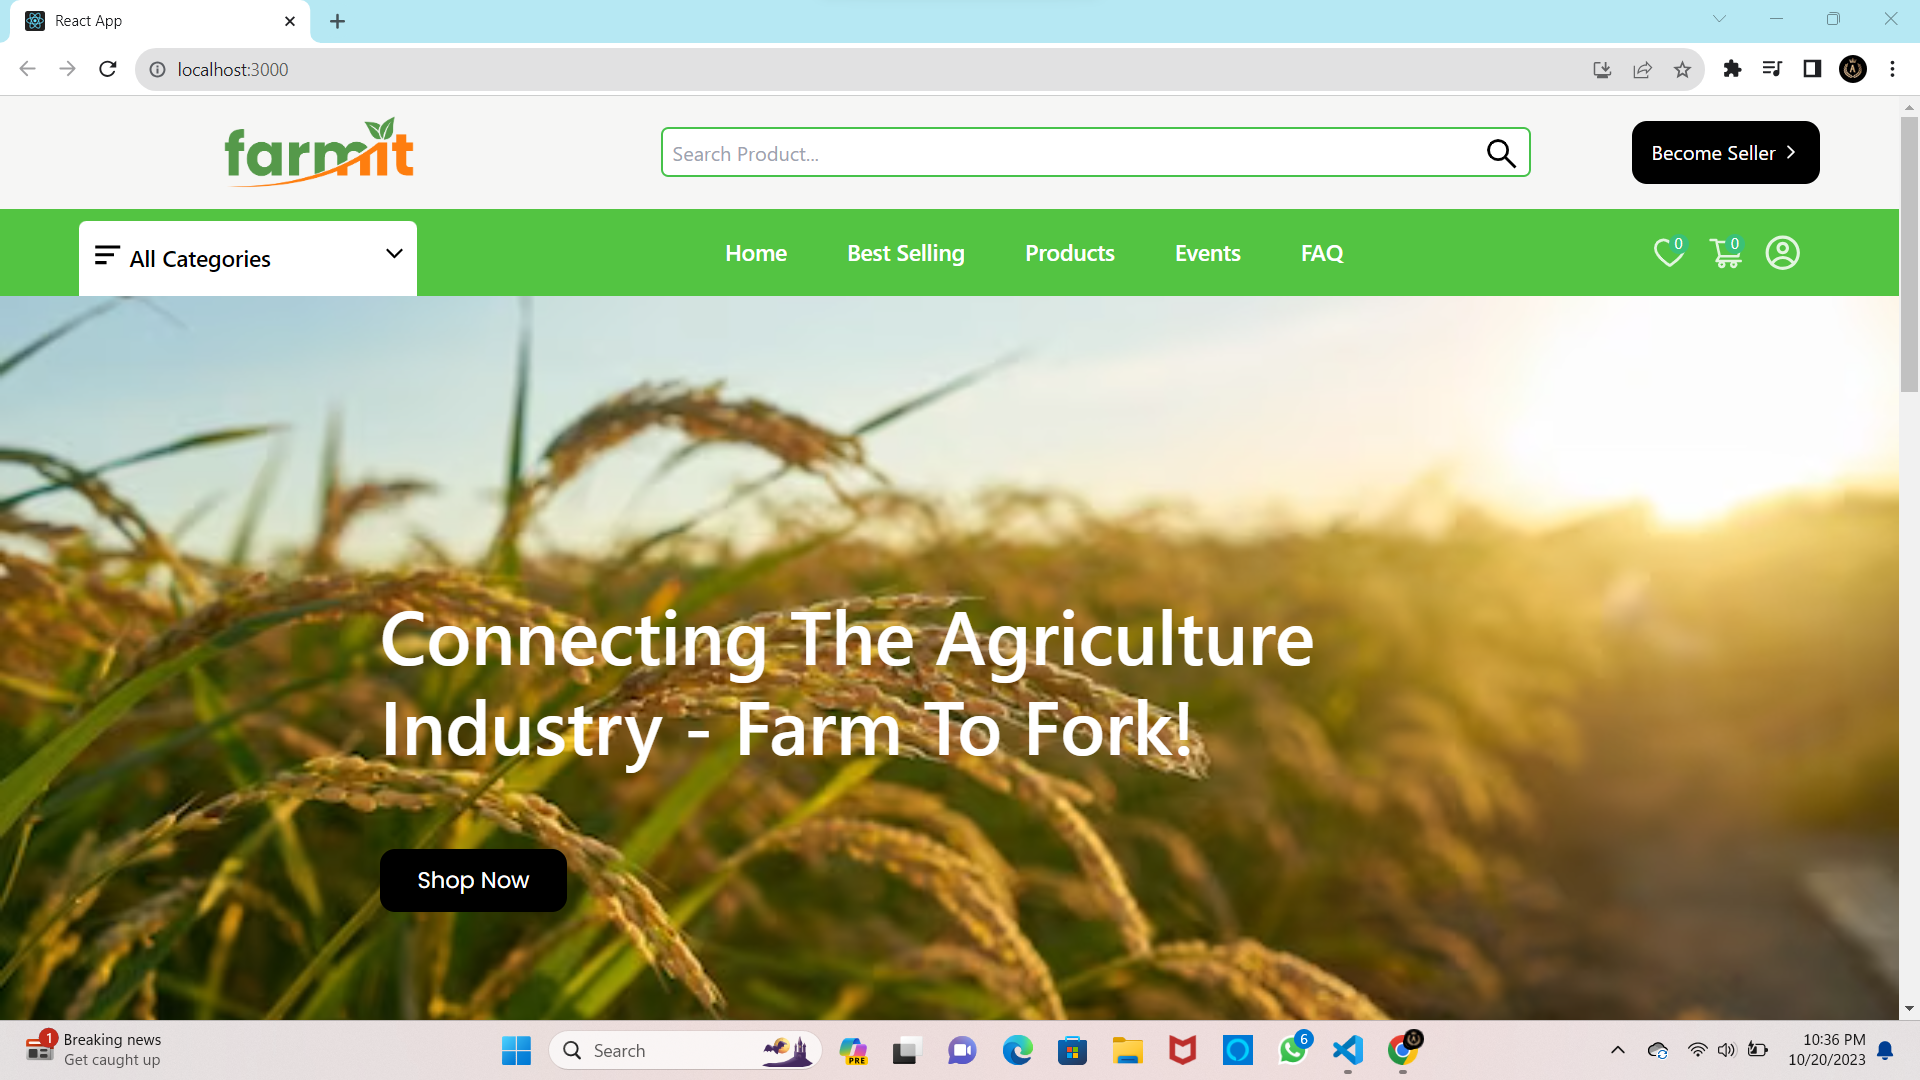 React App
localhost:3000
farmit
Search Product...
Become Seller
All Categories
Home
Best Selling
Products
Events
FAQ
0
0
Connecting The Agriculture
Industry - Farm To Fork!
Shop Now
1
Breaking news
Get caught up
Search
PRE
6
10:36 PM
10/20/2023